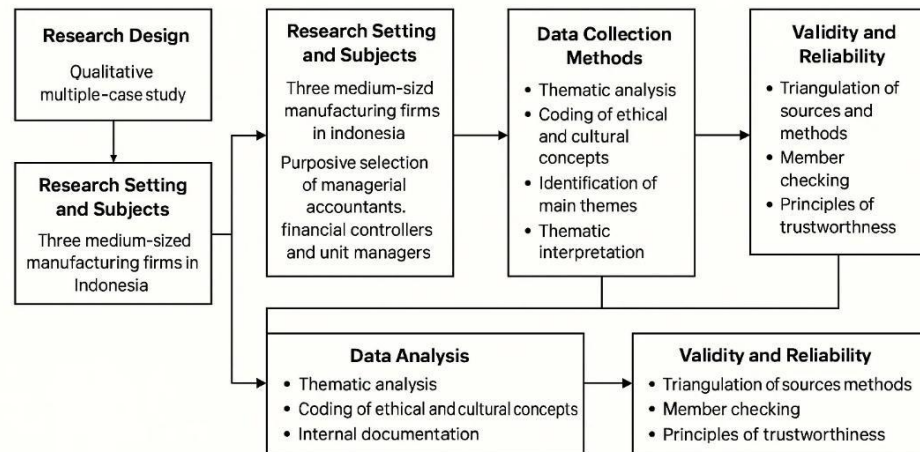 Research Design
Qualitative
multiple-case study
Research Setting
and Subjects
Three medium-sized
manufacturing firms in
Indonesia
Research Setting
and Subjects
Three medium-sizd
manufacturing firms
in indonesia
Purposive selection
of managerial
accountants.
financial controllers
and unit managers
Data Collection
Methods
• Thematic analysis
• Coding of ethical
and cultural
concepts
• Identification of
main themes
• Thematic
interpretation
Validity and
Reliability
• Triangulation of
sources and
methods
• Member
checking
• Principles of
trustworthness
Data Analysis
• Thematic analysis
• Coding of ethical and cultural concepts
• Internal documentation
Validity and Reliability
• Triangulation of sources methods
• Member checking
• Principles of trustworthiness